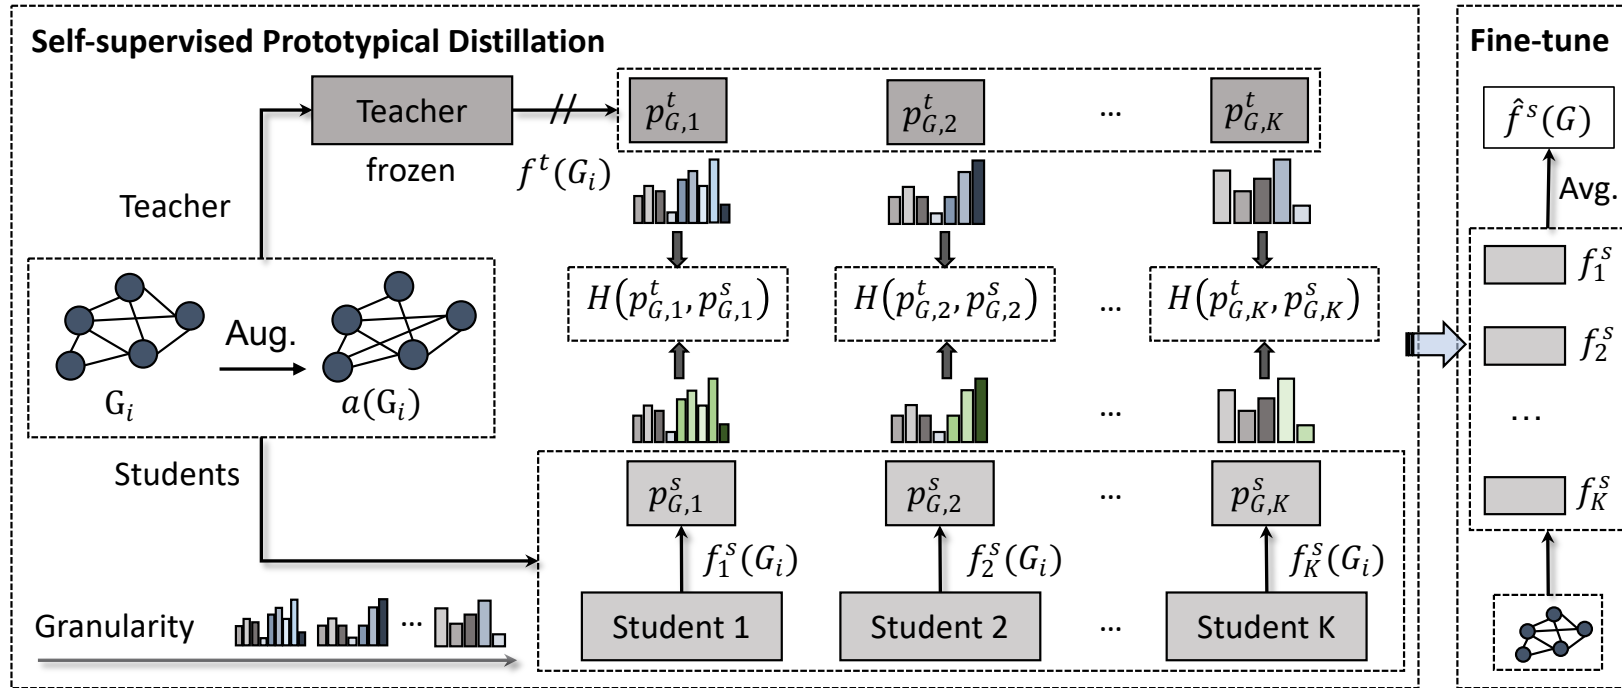 Self-supervised Prototypical Distillation
Teacher
frozen
f^t(G_i)
p^t_{G,1}
p^t_{G,2}
...
p^t_{G,K}
Teacher
G_i
Aug.
a(G_i)
Students
H(p^t_{G,1}, p^s_{G,1})
H(p^t_{G,2}, p^s_{G,2})
...
H(p^t_{G,K}, p^s_{G,K})
...
p^s_{G,1}
p^s_{G,2}
...
p^s_{G,K}
f^s_1(G_i)
f^s_2(G_i)
f^s_K(G_i)
Student 1
Student 2
...
Student K
Granularity
...
Fine-tune
f̂^s(G)
Avg.
f^s_1
f^s_2
...
f^s_K